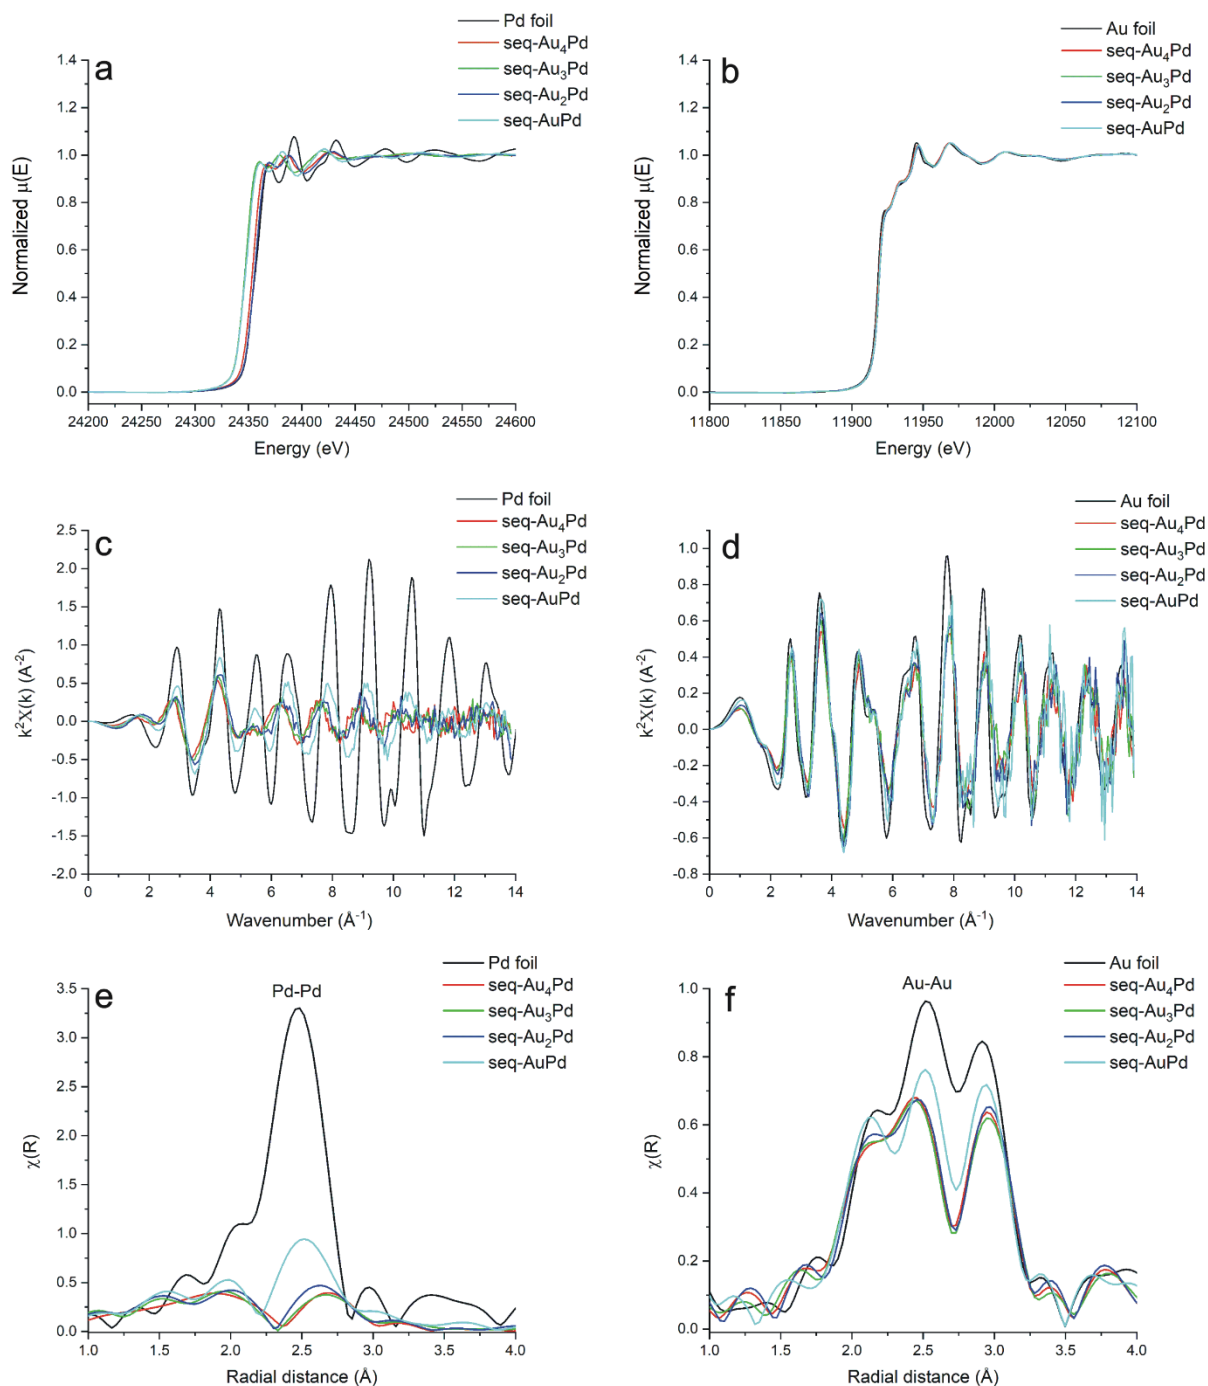 a
Pd foil
seq-Au₄Pd
seq-Au₃Pd
seq-Au₂Pd
seq-AuPd
Normalized μ(E)
1.4
1.2
1.0
0.8
0.6
0.4
0.2
0.0
24200 24250 24300 24350 24400 24450 24500 24550 24600
Energy (eV)
b
Au foil
seq-Au₄Pd
seq-Au₃Pd
seq-Au₂Pd
seq-AuPd
Normalized μ(E)
1.4
1.2
1.0
0.8
0.6
0.4
0.2
0.0
11800 11850 11900 11950 12000 12050 12100
Energy (eV)
c
Pd foil
seq-Au₄Pd
seq-Au₃Pd
seq-Au₂Pd
seq-AuPd
k²X(k) (A⁻²)
2.5
2.0
1.5
1.0
0.5
0.0
-0.5
-1.0
-1.5
-2.0
0 2 4 6 8 10 12 14
Wavenumber (Å⁻¹)
d
Au foil
seq-Au₄Pd
seq-Au₃Pd
seq-Au₂Pd
seq-AuPd
k²X(k) (A⁻²)
1.0
0.8
0.6
0.4
0.2
0.0
-0.2
-0.4
-0.6
-0.8
0 2 4 6 8 10 12 14
Wavenumber (Å⁻¹)
e
Pd-Pd
Pd foil
seq-Au₄Pd
seq-Au₃Pd
seq-Au₂Pd
seq-AuPd
χ(R)
3.5
3.0
2.5
2.0
1.5
1.0
0.5
0.0
1.0 1.5 2.0 2.5 3.0 3.5 4.0
Radial distance (Å)
f
Au-Au
Au foil
seq-Au₄Pd
seq-Au₃Pd
seq-Au₂Pd
seq-AuPd
χ(R)
1.0
0.8
0.6
0.4
0.2
0.0
1.0 1.5 2.0 2.5 3.0 3.5 4.0
Radial distance (Å)